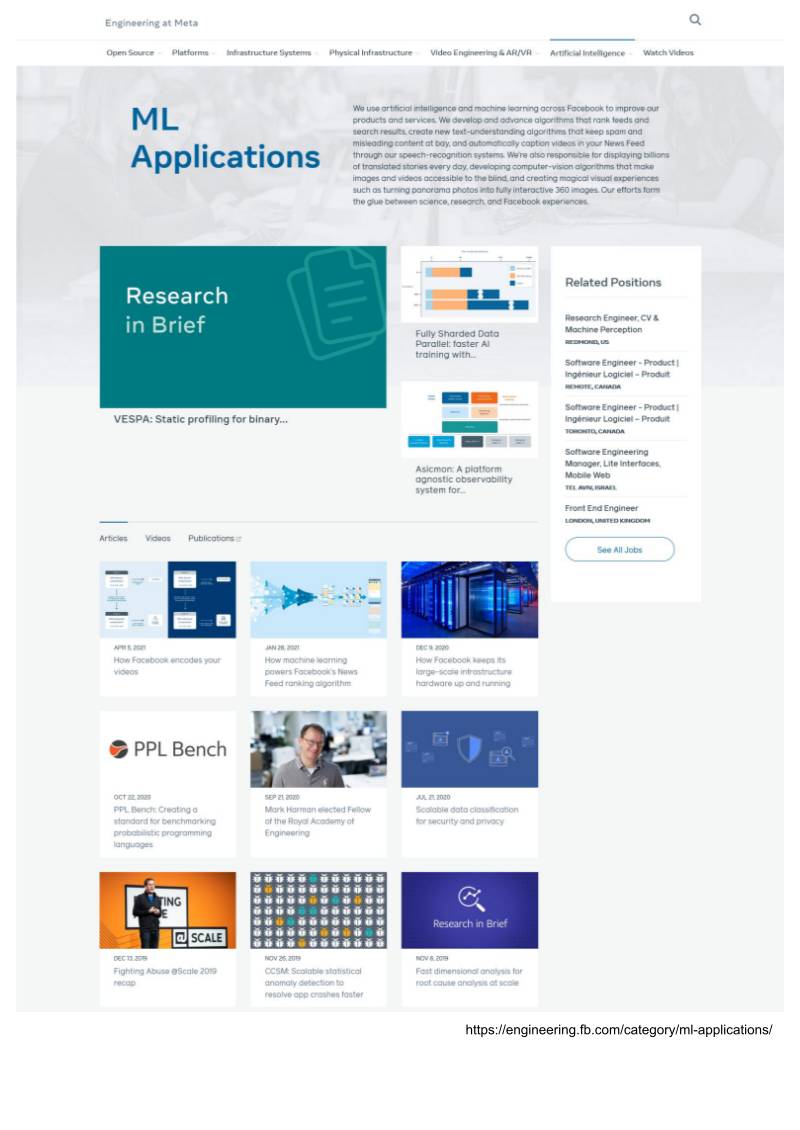 Engineering at Meta
Open Source
Platforms
Infrastructure Systems
Physical Infrastructure
Video Engineering & AR/VR
Artificial Intelligence
Watch Videos
ML
Applications
We use artificial intelligence and machine learning across Facebook to improve our
products and services. We develop and advance algorithms that rank feeds and
search results, create new text-understanding algorithms that keep spam and
misleading content at bay, and automatically caption videos in your News Feed
through our speech-recognition systems. We're also responsible for displaying billions
of translated stories every day, developing computer-vision algorithms that make
images and videos accessible to the blind, and creating magical visual experiences
such as turning panorama photos into fully interactive 360 images. Our efforts form
the glue between science, research, and Facebook experiences.
Research
in Brief
VESPA: Static profiling for binary...
Fully Sharded Data
Parallel: faster AI
training with...
Asicmon: A platform
agnostic observability
system for...
Related Positions
Research Engineer, CV &
Machine Perception
REDMOND, US
Software Engineer - Product |
Ingénieur Logiciel – Produit
REMOTE, CANADA
Software Engineer - Product |
Ingénieur Logiciel – Produit
TORONTO, CANADA
Software Engineering
Manager, Lite Interfaces,
Mobile Web
TEL AVIV, ISRAEL
Front End Engineer
LONDON, UNITED KINGDOM
See All Jobs
Articles
Videos
Publications
APR 5, 2021
How Facebook encodes your
videos
JAN 26, 2021
How machine learning
powers Facebook's News
Feed ranking algorithm
DEC 9, 2020
How Facebook keeps its
large-scale infrastructure
hardware up and running
PPL Bench
OCT 22, 2020
PPL Bench: Creating a
standard for benchmarking
probabilistic programming
languages
SEP 21, 2020
Mark Harman elected Fellow
of the Royal Academy of
Engineering
JUL 21, 2020
Scalable data classification
for security and privacy
TING
E
@ SCALE
DEC 13, 2019
Fighting Abuse @Scale 2019
recap
NOV 26, 2019
CCSM: Scalable statistical
anomaly detection to
resolve app crashes faster
Research in Brief
NOV 8, 2019
Fast dimensional analysis for
root cause analysis at scale
https://engineering.fb.com/category/ml-applications/